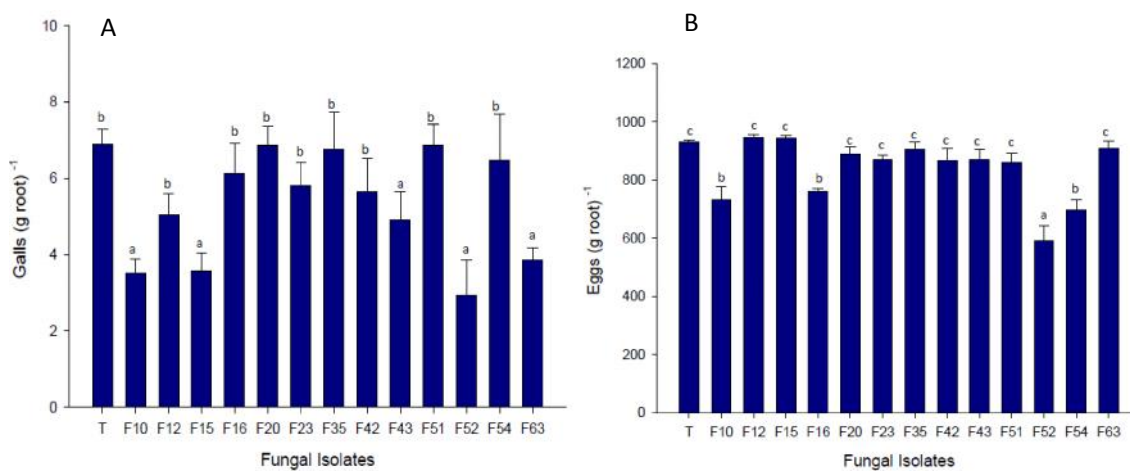 A
Galls (g root) -1
10
8
6
4
2
0
b
a
b
a
b
b
b
b
b
a
b
a
b
a
T F10 F12 F15 F16 F20 F23 F35 F42 F43 F51 F52 F54 F63
Fungal Isolates
B
Eggs (g root) -1
1200
1000
800
600
400
200
0
c
b
c
c
b
c
c
c
c
c
c
a
b
c
T F10 F12 F15 F16 F20 F23 F35 F42 F43 F51 F52 F54 F63
Fungal Isolates